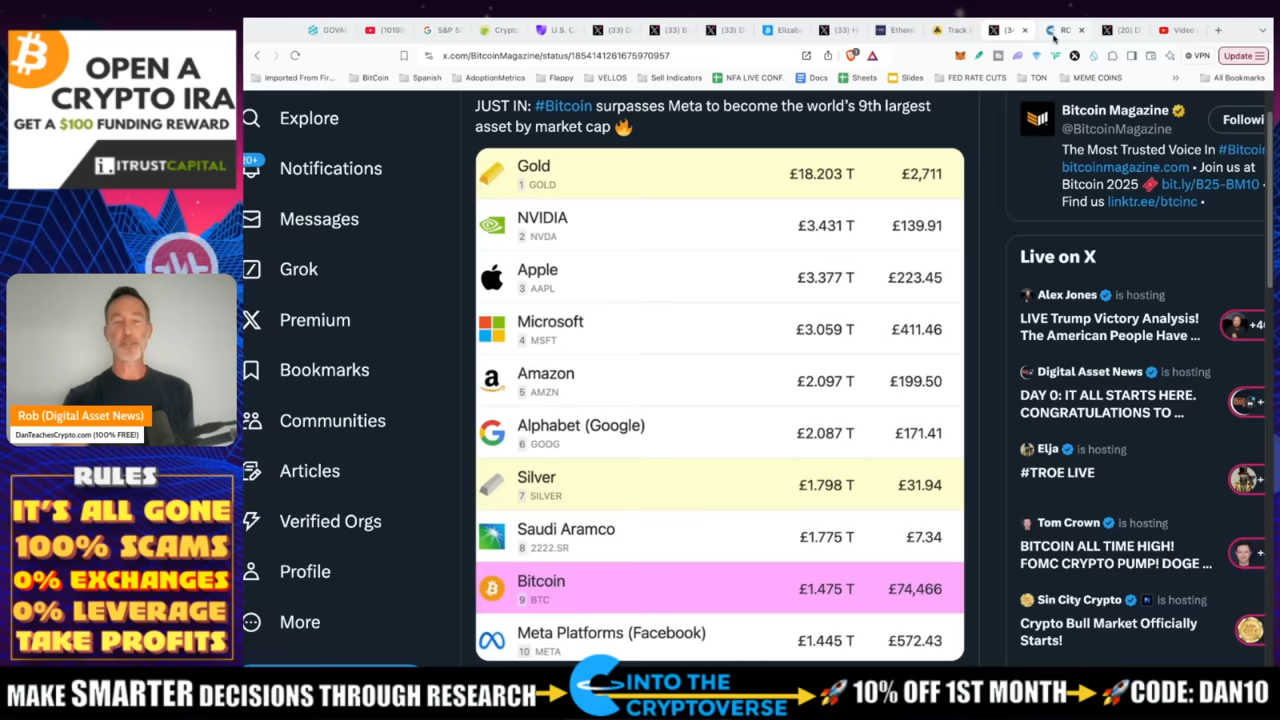 OPEN A
CRYPTO IRA
GET A $100 FUNDING REWARD
ITRUSTCAPITAL
Rob (Digital Asset News)
DanTeachesCrypto.com (100% FREE!)
RULES
IT'S ALL GONE
100% SCAMS
0% EXCHANGES
0% LEVERAGE
TAKE PROFITS
x.com/BitcoinMagazine/status/1854141261675970957
VPN
Update
Imported From Fir...
BitCoin
Spanish
AdoptionMetrics
Flappy
VELLOS
Sell Indicators
NFA LIVE CONF.
Docs
Sheets
Slides
FED RATE CUTS
TON
MEME COINS
All Bookmarks
Explore
20+
Notifications
Messages
Grok
Premium
Bookmarks
Communities
Articles
Verified Orgs
Profile
More
JUST IN: #Bitcoin surpasses Meta to become the world's 9th largest
asset by market cap 🔥
Gold £18.203 T £2,711
1 GOLD
NVIDIA £3.431 T £139.91
2 NVDA
Apple £3.377 T £223.45
3 AAPL
Microsoft £3.059 T £411.46
4 MSFT
Amazon £2.097 T £199.50
5 AMZN
Alphabet (Google) £2.087 T £171.41
6 GOOG
Silver £1.798 T £31.94
7 SILVER
Saudi Aramco £1.775 T £7.34
8 2222.SR
Bitcoin £1.475 T £74,466
9 BTC
Meta Platforms (Facebook) £1.445 T £572.43
10 META
Bitcoin Magazine
@BitcoinMagazine
Followi
The Most Trusted Voice In #Bitcoin
bitcoinmagazine.com • Join us at
Bitcoin 2025 bit.ly/B25-BM10 •
Find us linktr.ee/btcinc •
Live on X
Alex Jones is hosting
LIVE Trump Victory Analysis!
The American People Have ...
Digital Asset News is hosting
DAY 0: IT ALL STARTS HERE.
CONGRATULATIONS TO ...
Elja is hosting
#TROE LIVE
Tom Crown is hosting
BITCOIN ALL TIME HIGH!
FOMC CRYPTO PUMP! DOGE ...
Sin City Crypto is hosting
Crypto Bull Market Officially
Starts!
MAKE SMARTER DECISIONS THROUGH RESEARCH
INTO THE
CRYPTOVERSE
🚀 10% OFF 1ST MONTH
🚀CODE: DAN10